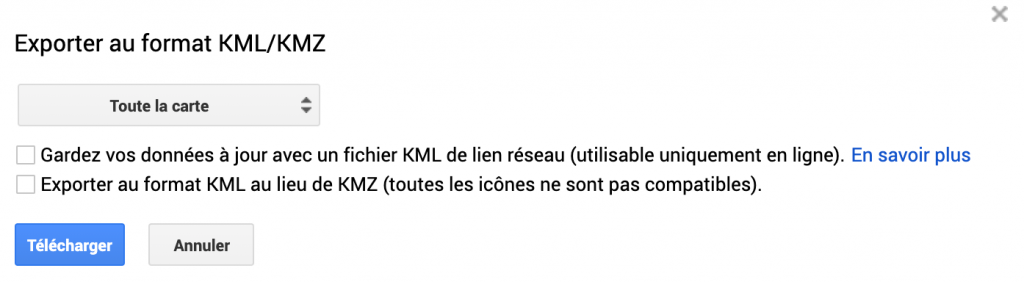 Exporter au format KML/KMZ
Toute la carte
Gardez vos données à jour avec un fichier KML de lien réseau (utilisable uniquement en ligne). En savoir plus
Exporter au format KML au lieu de KMZ (toutes les icônes ne sont pas compatibles).
Télécharger Annuler